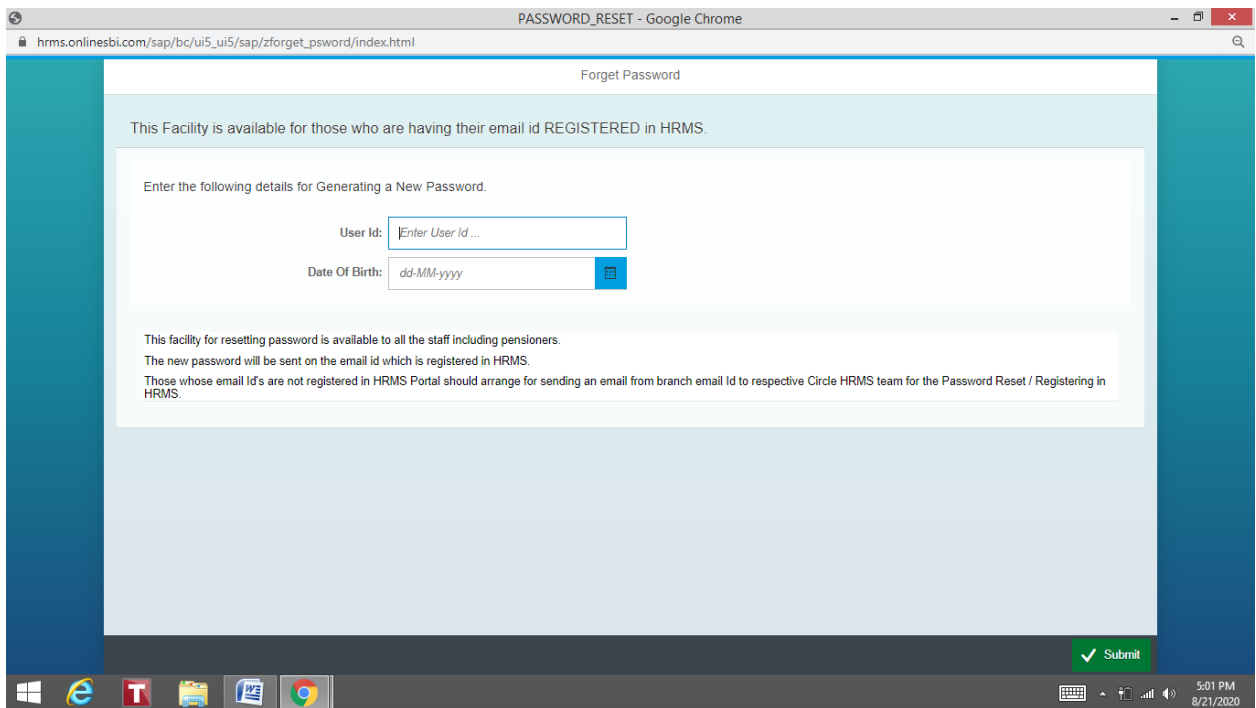 PASSWORD_RESET - Google Chrome
hrms.onlinesbi.com/sap/bc/ui5_ui5/sap/zforget_psword/index.html
Forget Password
This Facility is available for those who are having their email id REGISTERED in HRMS.
Enter the following details for Generating a New Password.
User Id: Enter User Id ...
Date Of Birth: dd-MM-yyyy
This facility for resetting password is available to all the staff including pensioners.
The new password will be sent on the email id which is registered in HRMS.
Those whose email Id's are not registered in HRMS Portal should arrange for sending an email from branch email Id to respective Circle HRMS team for the Password Reset / Registering in
HRMS.
Submit
5:01 PM
8/21/2020